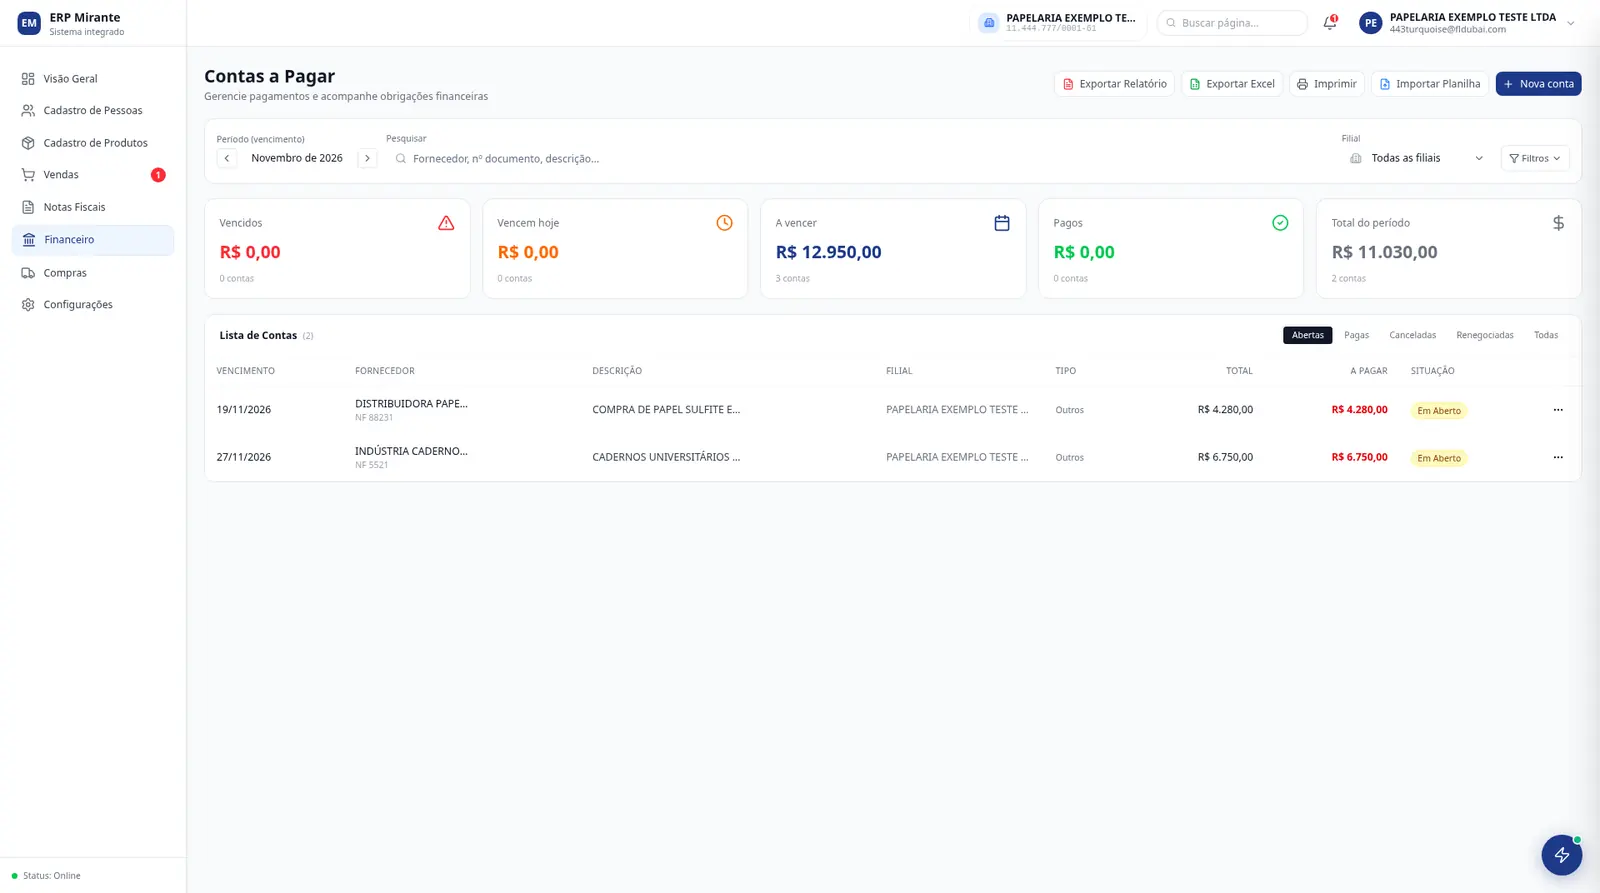 EM
ERP Mirante
Sistema integrado
PAPELARIA EXEMPLO TE...
11.444.777/0001-61
Buscar página...
1
PE
PAPELARIA EXEMPLO TESTE LTDA
443turquoise@fldubai.com
Visão Geral
Cadastro de Pessoas
Cadastro de Produtos
Vendas
1
Notas Fiscais
Financeiro
Compras
Configurações
Status: Online
Contas a Pagar
Gerencie pagamentos e acompanhe obrigações financeiras
Exportar Relatório
Exportar Excel
Imprimir
Importar Planilha
+ Nova conta
Período (vencimento)
Novembro de 2026
Pesquisar
Fornecedor, nº documento, descrição...
Filial
Todas as filiais
Filtros
Vencidos
R$ 0,00
0 contas
Vencem hoje
R$ 0,00
0 contas
A vencer
R$ 12.950,00
3 contas
Pagos
R$ 0,00
0 contas
Total do período
R$ 11.030,00
2 contas
Lista de Contas (2)
Abertas Pagas Canceladas Renegociadas Todas
VENCIMENTO FORNECEDOR DESCRIÇÃO FILIAL TIPO TOTAL A PAGAR SITUAÇÃO
19/11/2026 DISTRIBUIDORA PAPE... COMPRA DE PAPEL SULFITE E... PAPELARIA EXEMPLO TESTE ... Outros R$ 4.280,00 R$ 4.280,00 Em Aberto ...
NF 88231
27/11/2026 INDÚSTRIA CADERNO... CADERNOS UNIVERSITÁRIOS ... PAPELARIA EXEMPLO TESTE ... Outros R$ 6.750,00 R$ 6.750,00 Em Aberto ...
NF 5521